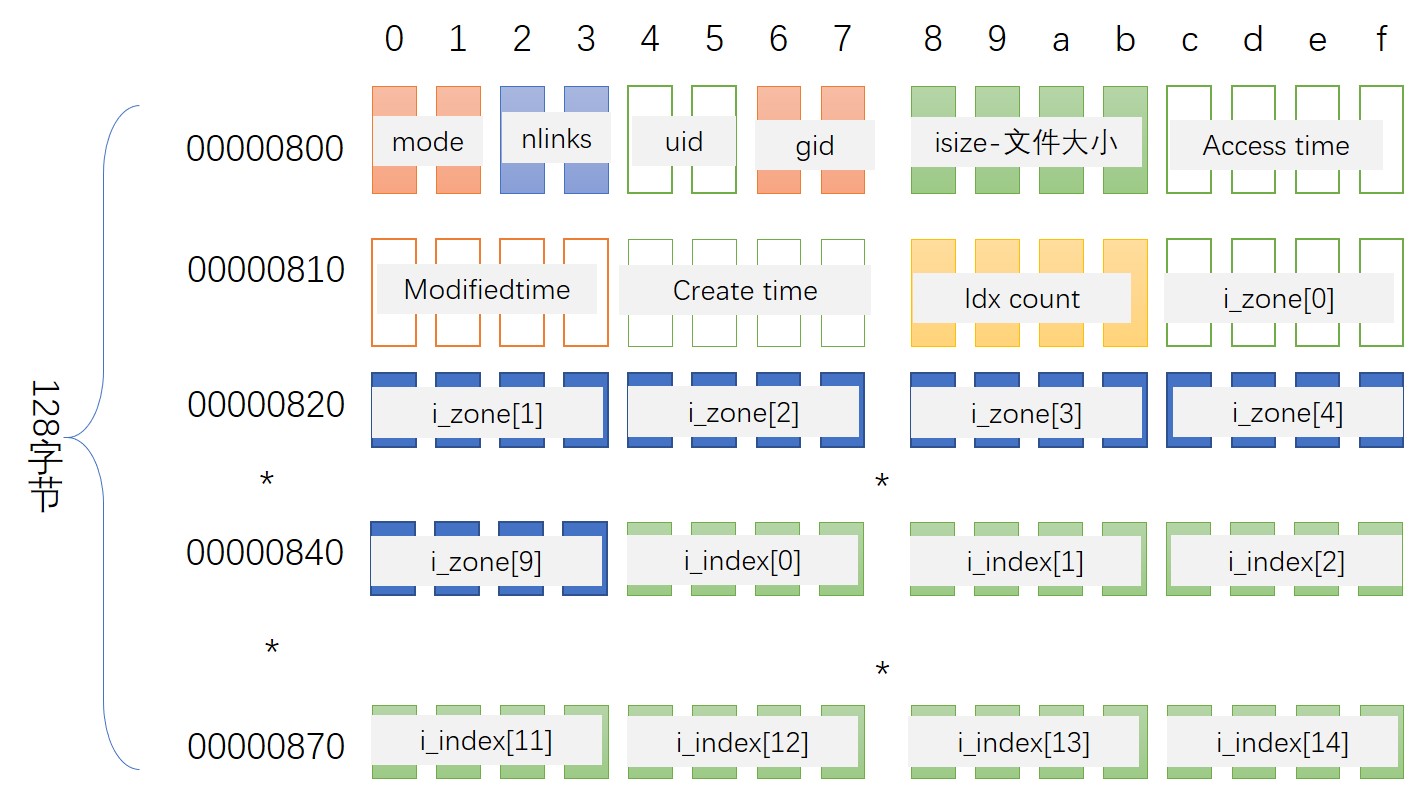 0 1 2 3 4 5 6 7 8 9 a b c d e f
00000800 mode nlinks uid gid isize-文件大小 Access time
00000810 Modifiedtime Create time Idx count i_zone[0]
128字节
00000820 i_zone[1] i_zone[2] i_zone[3] i_zone[4]
* *
00000840 i_zone[9] i_index[0] i_index[1] i_index[2]
* *
00000870 i_index[11] i_index[12] i_index[13] i_index[14]